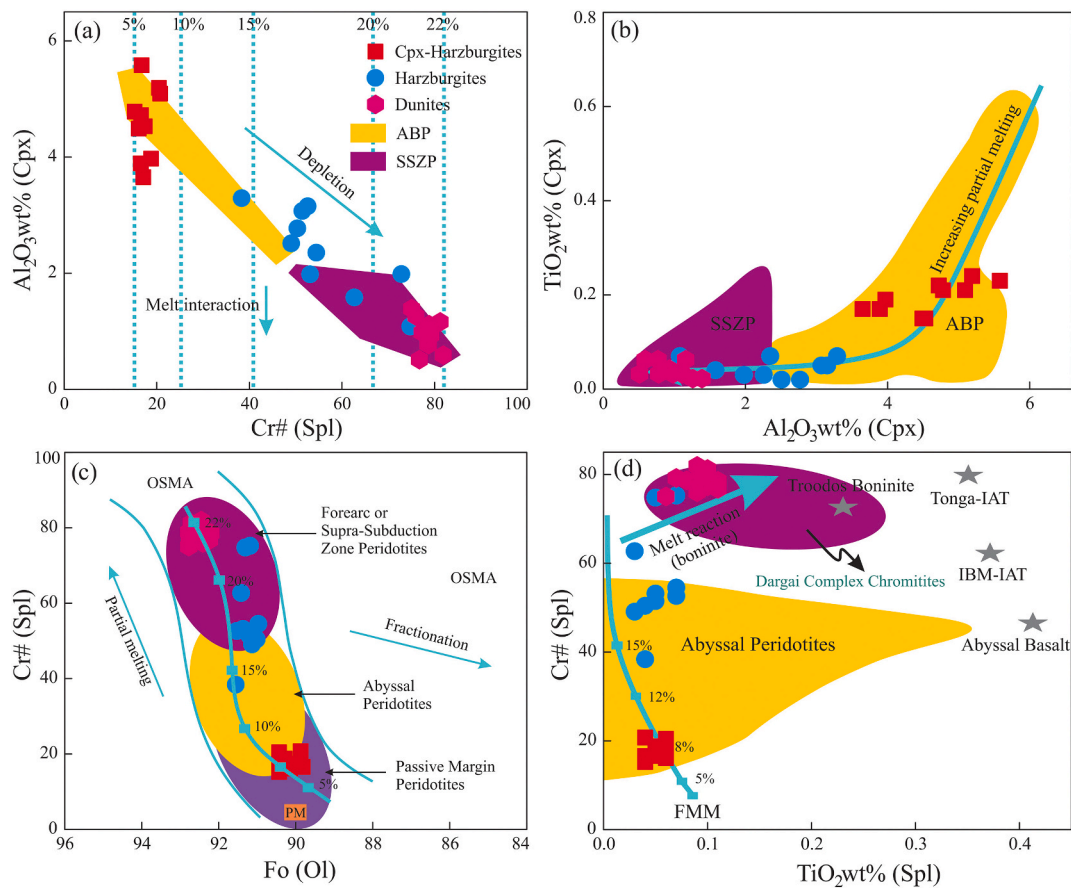 (a)
5%
10%
15%
20%
22%
Cpx-Harzburgites
Harzburgites
Dunites
ABP
SSZP
Depletion
Melt interaction
6
4
2
0
Al2O3wt% (Cpx)
0
20
40
60
80
100
Cr# (Spl)
(b)
SSZP
ABP
Increasing partial melting
0.8
0.6
0.4
0.2
0.0
TiO2wt% (Cpx)
0
2
4
6
Al2O3wt% (Cpx)
(c)
OSMA
22%
20%
15%
10%
5%
Forearc or
Supra-Subduction
Zone Peridotites
OSMA
Partial melting
Fractionation
Abyssal
Peridotites
Passive Margin
Peridotites
PM
100
80
60
40
20
0
Cr# (Spl)
96
94
92
90
88
86
84
Fo (Ol)
(d)
Troodos Boninite
Tonga-IAT
Melt reaction
(boninite)
Dargai Complex Chromitites
IBM-IAT
Abyssal Peridotites
Abyssal Basalt
15%
12%
8%
5%
FMM
80
60
40
20
0
Cr# (Spl)
0.0
0.1
0.2
0.3
0.4
TiO2wt% (Spl)